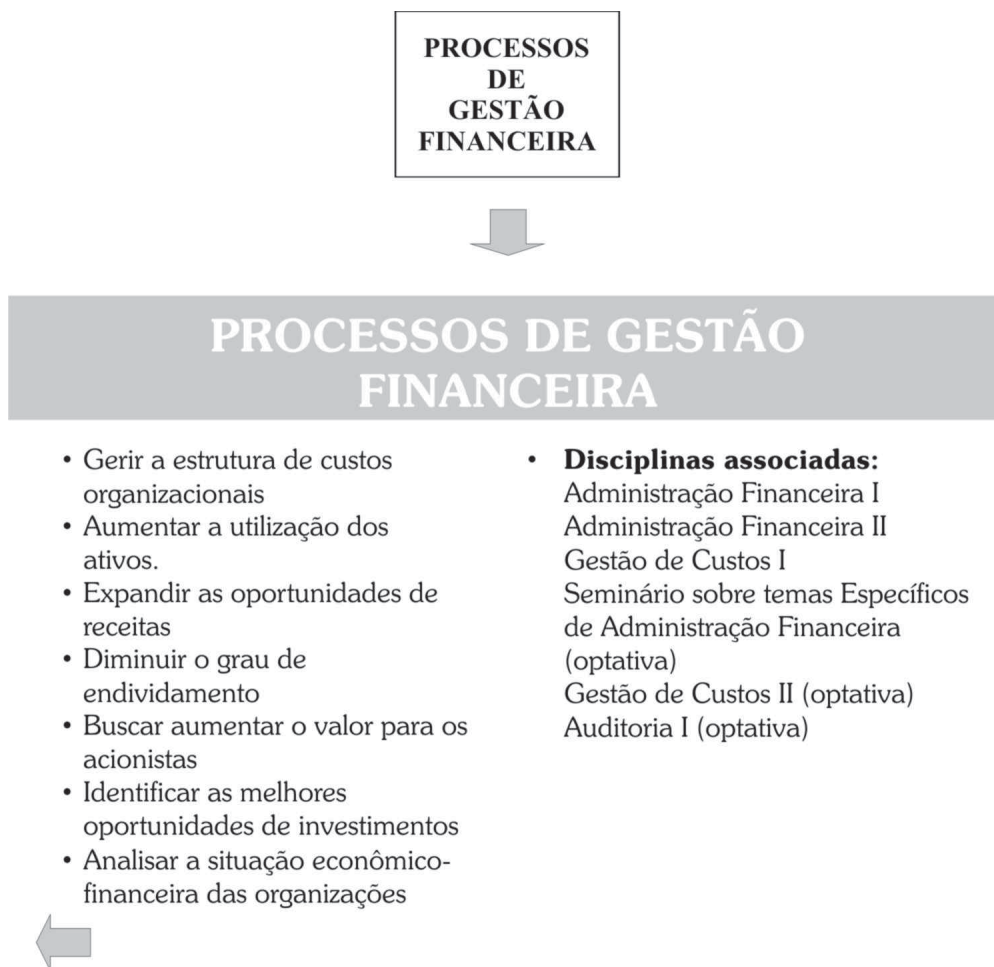 PROCESSOS
DE
GESTÃO
FINANCEIRA
PROCESSOS DE GESTÃO
FINANCEIRA
• Gerir a estrutura de custos
organizacionais
• Aumentar a utilização dos
ativos.
• Expandir as oportunidades de
receitas
• Diminuir o grau de
endividamento
• Buscar aumentar o valor para os
acionistas
• Identificar as melhores
oportunidades de investimentos
• Analisar a situação econômico-
financeira das organizações
• Disciplinas associadas:
Administração Financeira I
Administração Financeira II
Gestão de Custos I
Seminário sobre temas Específicos
de Administração Financeira
(optativa)
Gestão de Custos II (optativa)
Auditoria I (optativa)